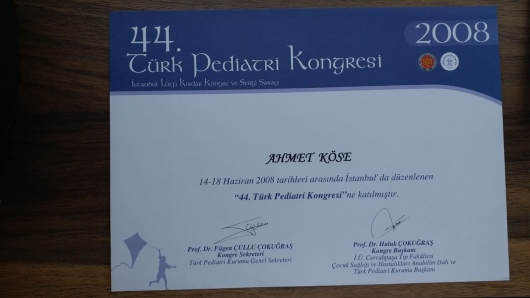 44. 2008
Türk Pediatri Kongresi
İstanbul Lütfi Kırdar Kongre ve Sergi Sarayı
AHMET KÖSE
14-18 Haziran 2008 tarihleri arasında İstanbul'da düzenlenen
"44. Türk Pediatri Kongresi"ne katılmıştır.
Prof. Dr. Fügen ÇULLU ÇOKUĞRAŞ
Kongre Sekreteri
Türk Pediatri Kurumu Genel Sekreteri
Prof. Dr. Haluk ÇOKUĞRAŞ
Kongre Başkanı
İ.Ü. Cerrahpaşa Tıp Fakültesi
Çocuk Sağlığı ve Hastalıkları Anabilim Dalı ve
Türk Pediatri Kurumu Başkanı